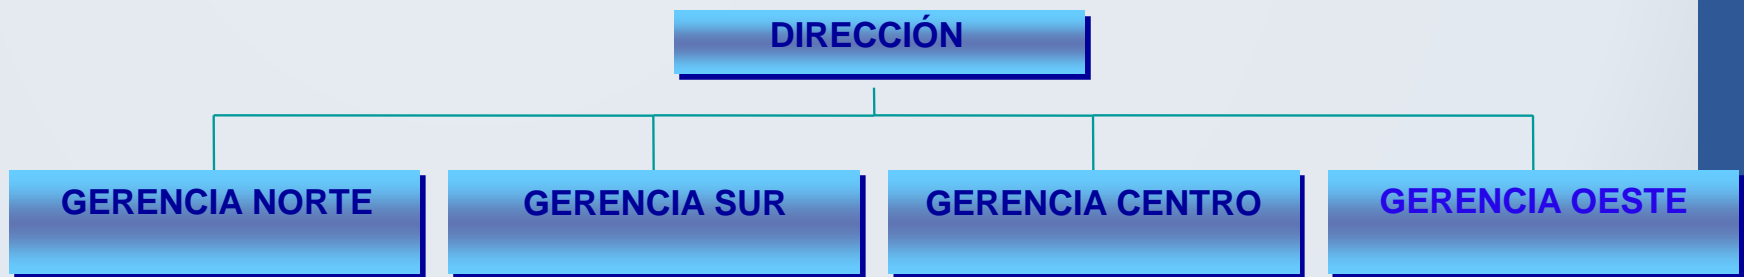 DIRECCIÓN
GERENCIA NORTE
GERENCIA SUR
GERENCIA CENTRO
GERENCIA OESTE